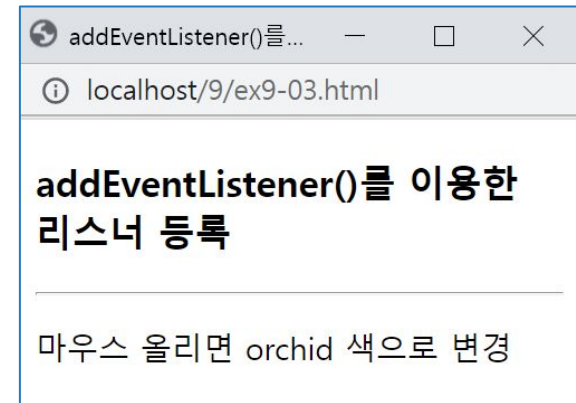 addEventListener()를...
localhost/9/ex9-03.html
addEventListener()를 이용한
리스너 등록
마우스 올리면 orchid 색으로 변경